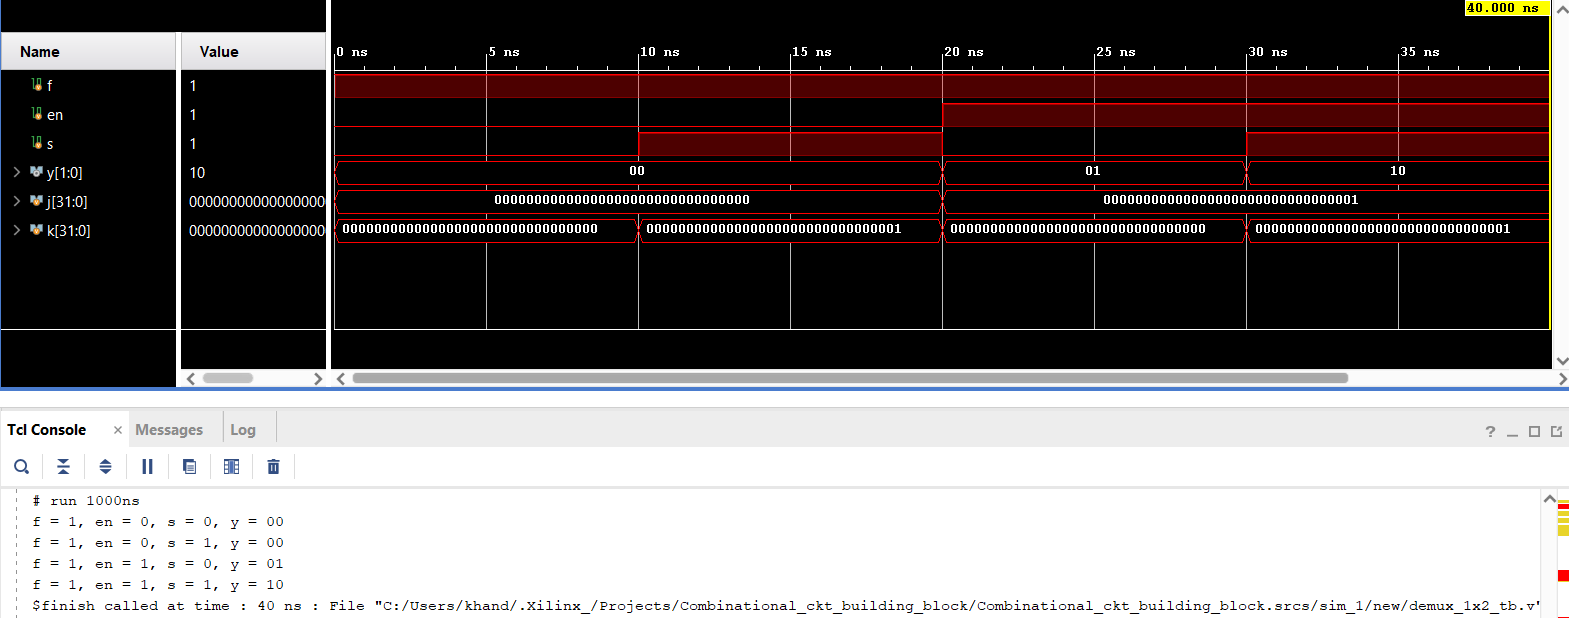 40.000 ns
Name Value
0 ns 5 ns 10 ns 15 ns 20 ns 25 ns 30 ns 35 ns
f 1
en 1
s 1
y[1:0] 10 00 01 10
j[31:0] 00000000000000000 00000000000000000000000000000000 00000000000000000000000000000001
k[31:0] 00000000000000000 00000000000000000000000000000000 00000000000000000000000000000001 00000000000000000000000000000000 00000000000000000000000000000001
Tcl Console × Messages Log
# run 1000ns
f = 1, en = 0, s = 0, y = 00
f = 1, en = 0, s = 1, y = 00
f = 1, en = 1, s = 0, y = 01
f = 1, en = 1, s = 1, y = 10
$finish called at time : 40 ns : File "C:/Users/khand/.Xilinx_/Projects/Combinational_ckt_building_block/Combinational_ckt_building_block.srcs/sim_1/new/demux_1x2_tb.v"